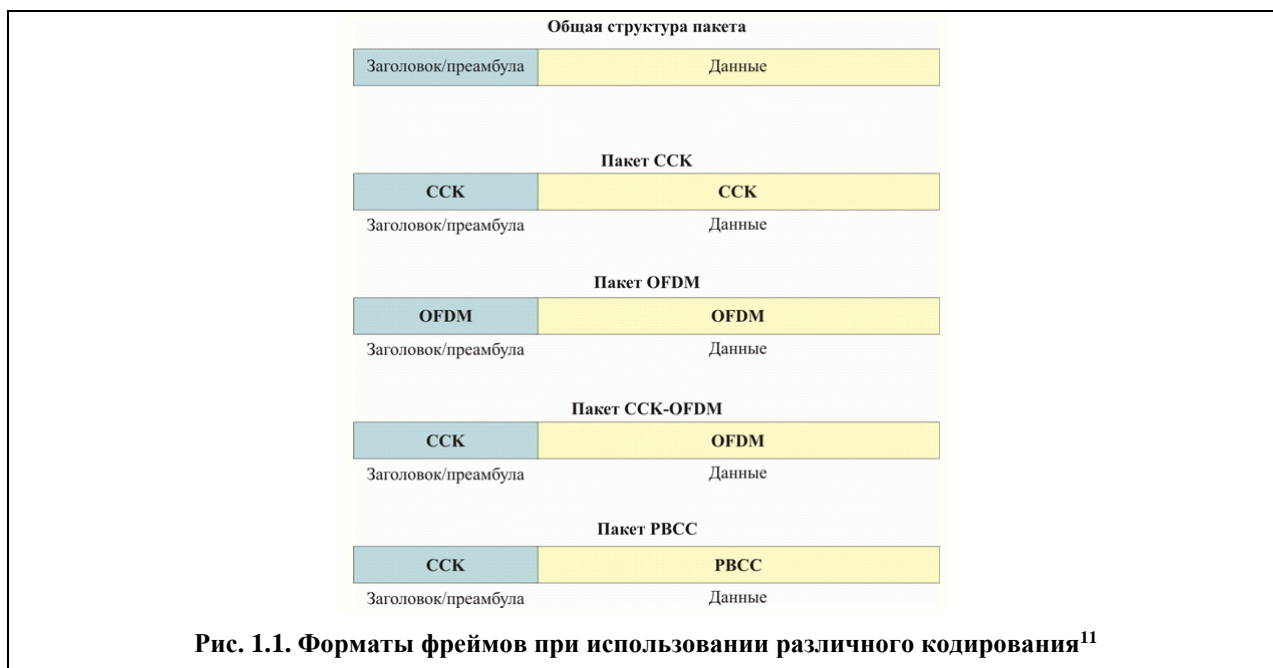 Общая структура пакета
Заголовок/преамбула Данные
Пакет CCK
CCK CCK
Заголовок/преамбула Данные
Пакет OFDM
OFDM OFDM
Заголовок/преамбула Данные
Пакет CCK-OFDM
CCK OFDM
Заголовок/преамбула Данные
Пакет PBCC
CCK PBCC
Заголовок/преамбула Данные
Рис. 1.1. Форматы фреймов при использовании различного кодирования¹¹